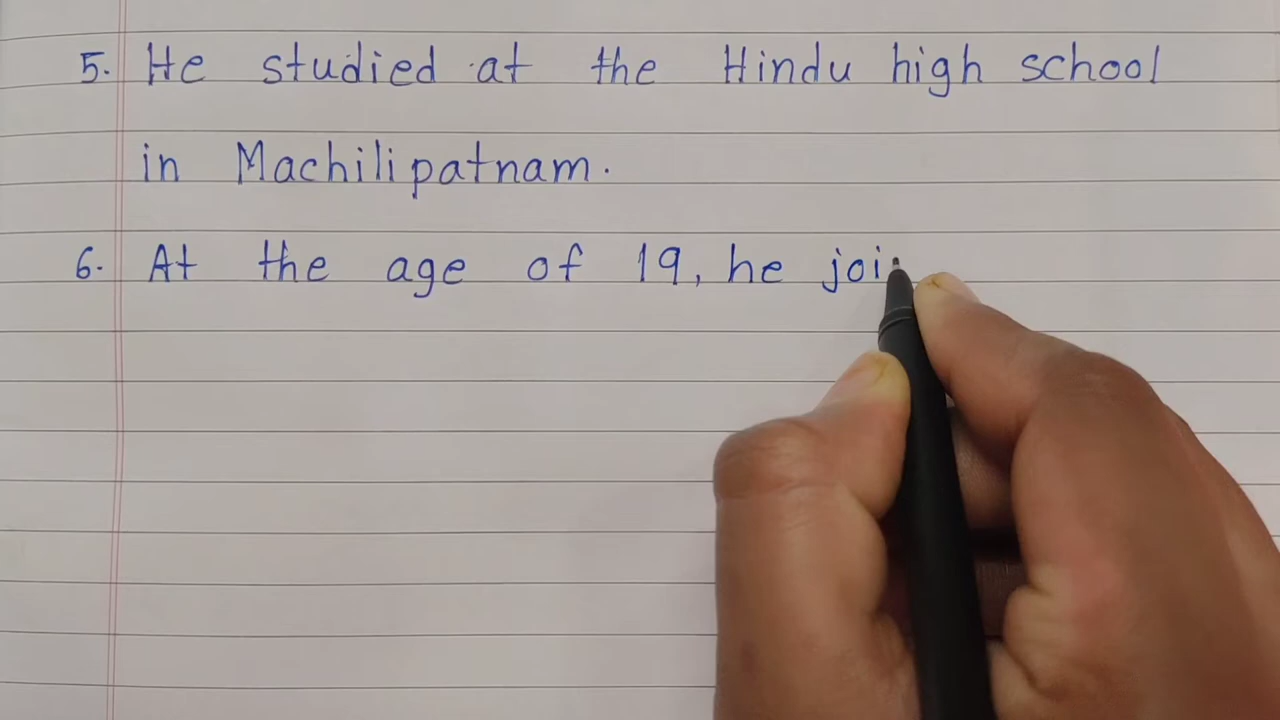 5. He studied at the Hindu high school
in Machilipatnam.
6. At the age of 19, he joi